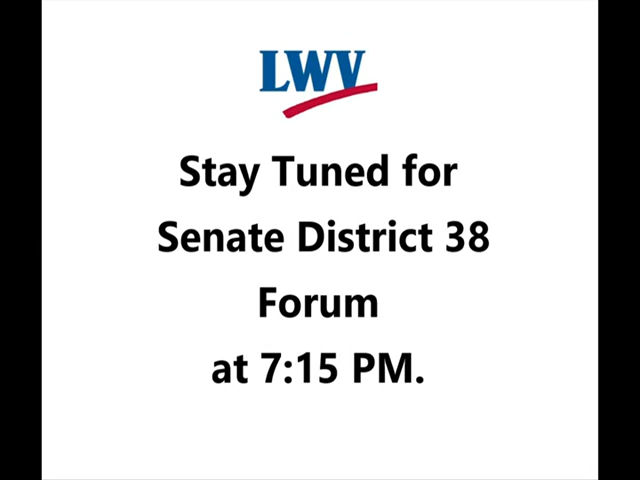 LWV
Stay Tuned for
Senate District 38
Forum
at 7:15 PM.